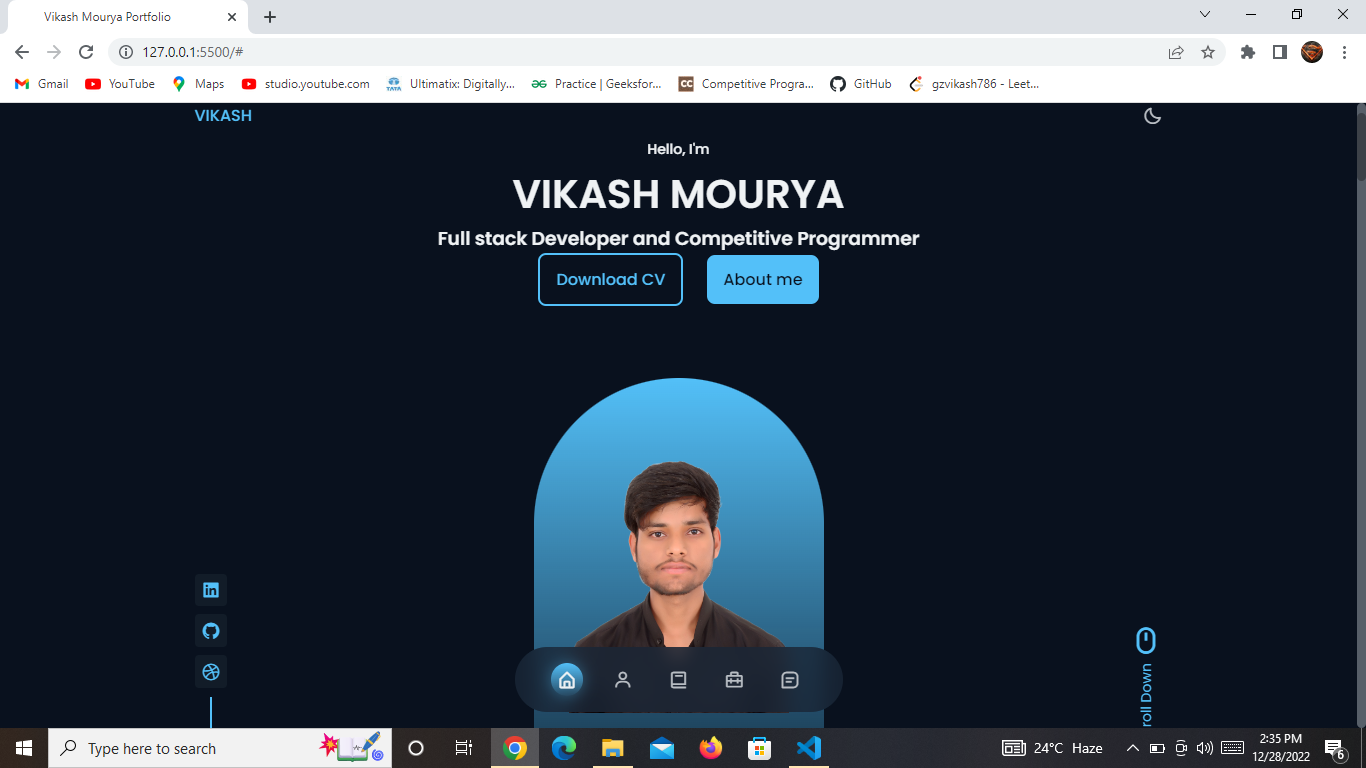 Vikash Mourya Portfolio
127.0.0.1:5500/#
Gmail YouTube Maps studio.youtube.com Ultimatix: Digitally... Practice | Geeksfor... Competitive Progra... GitHub gzvikash786 - Leet...
VIKASH
Hello, I'm
VIKASH MOURYA
Full stack Developer and Competitive Programmer
Download CV About me
roll Down
Type here to search
24°C Haze
2:35 PM
12/28/2022
6